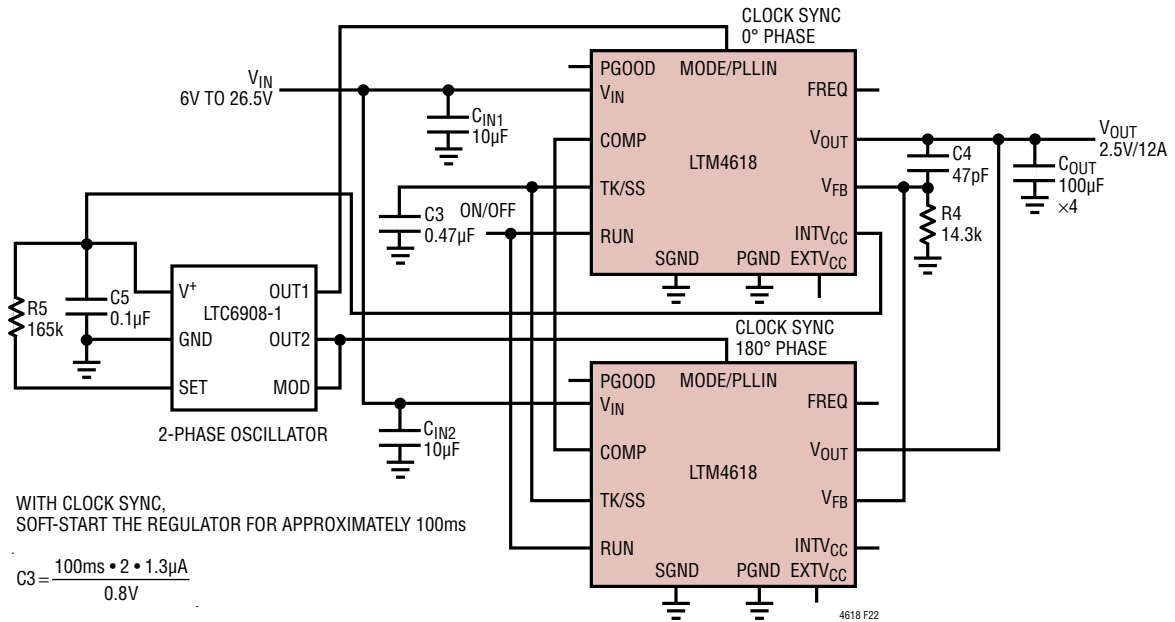 CLOCK SYNC
0° PHASE
V_IN
6V TO 26.5V
C_IN1
10µF
PGOOD
MODE/PLLIN
FREQ
V_IN
COMP
LTM4618
V_OUT
TK/SS
V_FB
RUN
INTV_CC
SGND
PGND
EXTV_CC
C4
47pF
R4
14.3k
C_OUT
100µF
×4
V_OUT
2.5V/12A
C3
0.47µF
ON/OFF
R5
165k
C5
0.1µF
V+
OUT1
LTC6908-1
GND
OUT2
SET
MOD
2-PHASE OSCILLATOR
C_IN2
10µF
CLOCK SYNC
180° PHASE
PGOOD
MODE/PLLIN
FREQ
V_IN
COMP
V_OUT
LTM4618
TK/SS
V_FB
RUN
INTV_CC
SGND
PGND
EXTV_CC
WITH CLOCK SYNC,
SOFT-START THE REGULATOR FOR APPROXIMATELY 100ms
C3 = 100ms • 2 • 1.3µA
0.8V
4618 F22